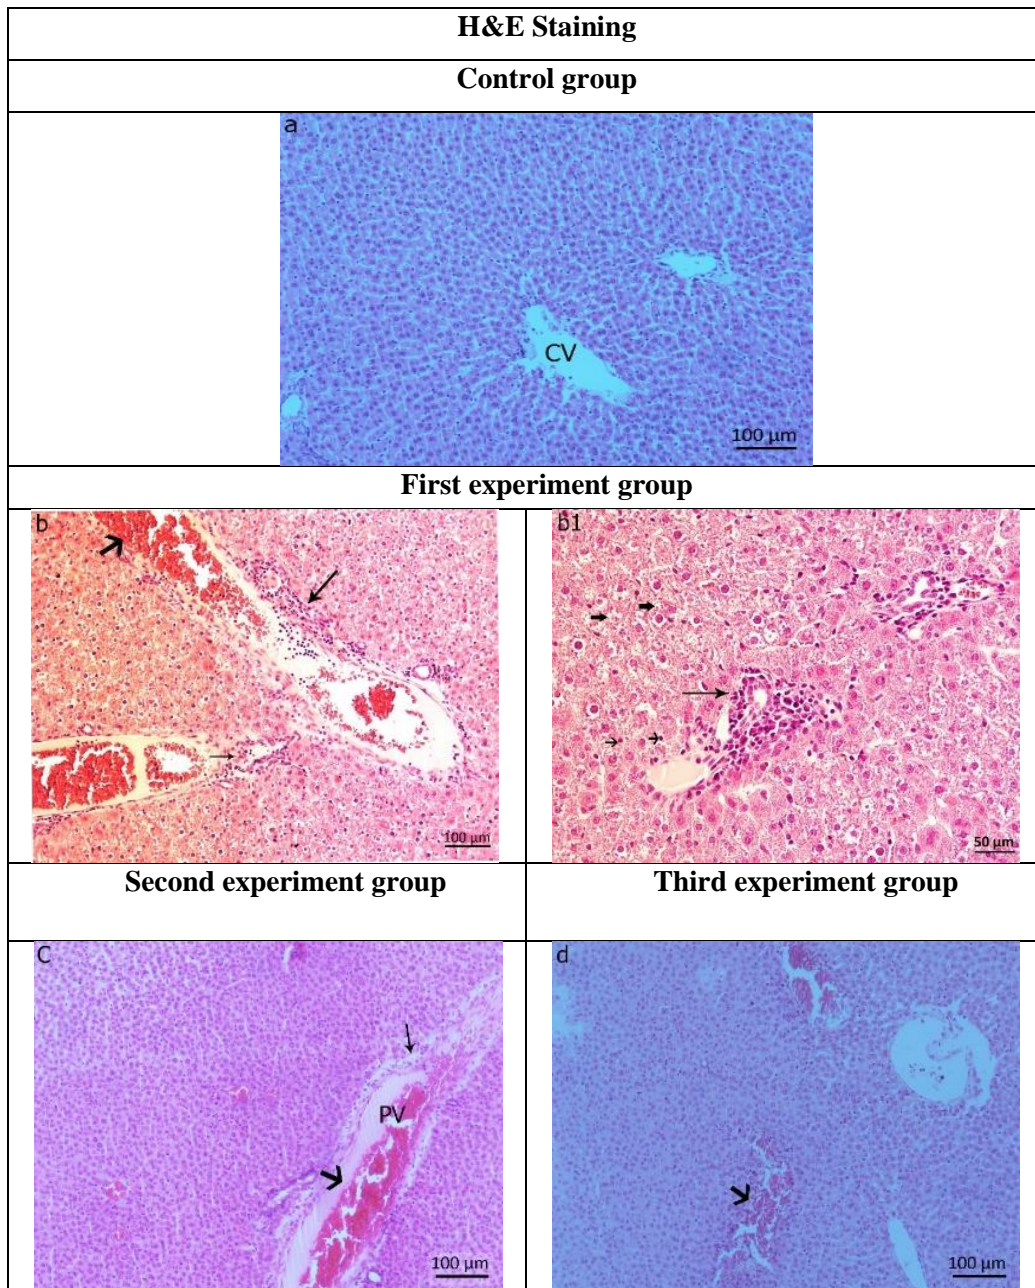 H&E Staining
Control group
a
CV
100 µm
First experiment group
b
100 µm
b1
50 µm
Second experiment group
Third experiment group
C
PV
100 µm
d
100 µm